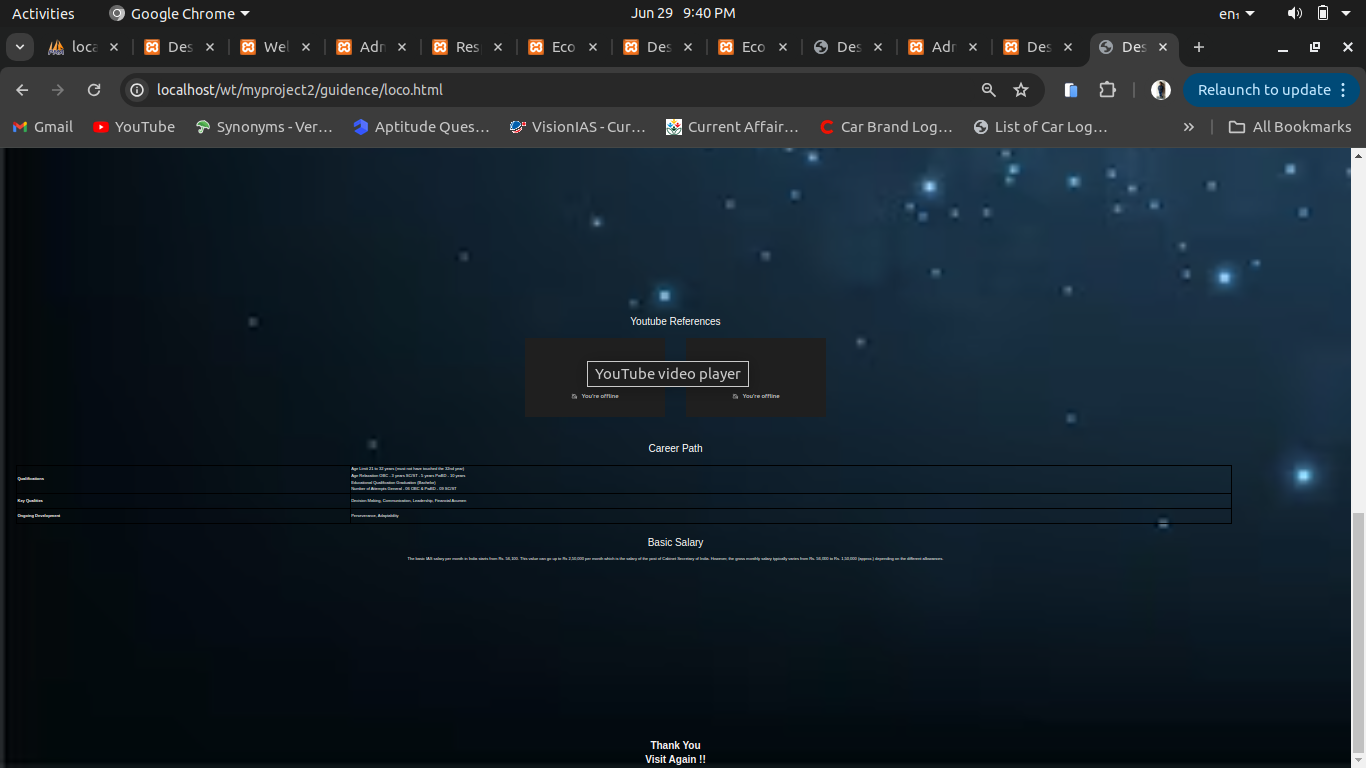 Activities
Google Chrome
Jun 29 9:40 PM
en₁
loca
Des
Wel
Adn
Resp
Eco
Des
Eco
Des
Adn
Des
Des
localhost/wt/myproject2/guidence/loco.html
Relaunch to update
Gmail
YouTube
Synonyms - Ver…
Aptitude Ques…
VisionIAS - Cur…
Current Affair…
Car Brand Log…
List of Car Log…
All Bookmarks
Youtube References
YouTube video player
You're offline
You're offline
Career Path
Qualifications
Age Limit 21 to 32 years (must not have touched the 32nd year)
Age Relaxation OBC - 3 years SC/ST - 5 years PwBD - 10 years
Educational Qualification Graduation (Bachelor)
Number of Attempts General - 06 OBC & PwBD - 09 SC/ST
Key Qualities
Decision Making, Communication, Leadership, Financial Acumen
Ongoing Development
Perseverance, Adaptability
Basic Salary
The basic IAS salary per month in India starts from Rs. 56,100. This value can go up to Rs 2,50,000 per month which is the salary of the post of Cabinet Secretary of India. However, the gross monthly salary typically varies from Rs. 56,000 to Rs. 1,50,000 (approx.) depending on the different allowances.
Thank You
Visit Again !!